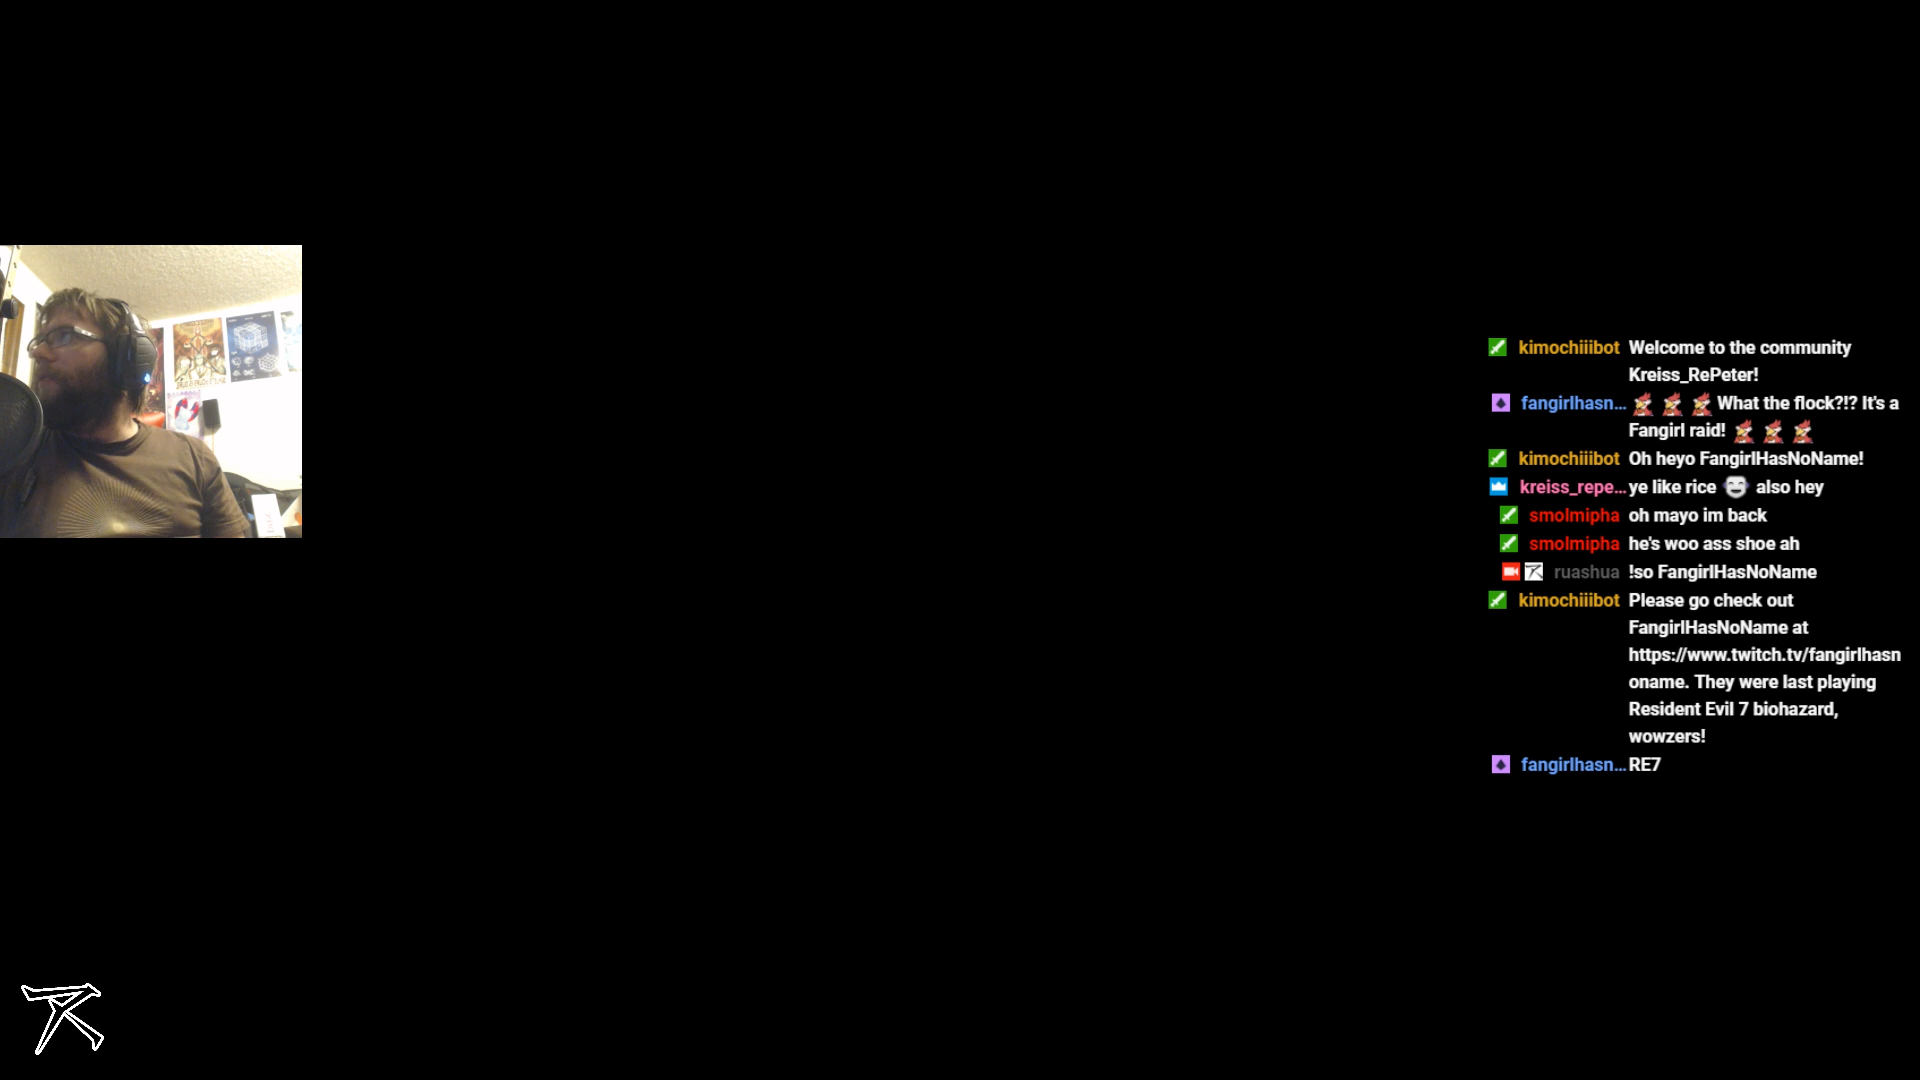 kimochiiibot Welcome to the community
Kreiss_RePeter!
fangirlhasn... What the flock?!? It's a
Fangirl raid!
kimochiiibot Oh heyo FangirlHasNoName!
kreiss_repe... ye like rice also hey
smolmipha oh mayo im back
smolmipha he's woo ass shoe ah
ruashua !so FangirlHasNoName
kimochiiibot Please go check out
FangirlHasNoName at
https://www.twitch.tv/fangirlhasn
oname. They were last playing
Resident Evil 7 biohazard,
wowzers!
fangirlhasn... RE7